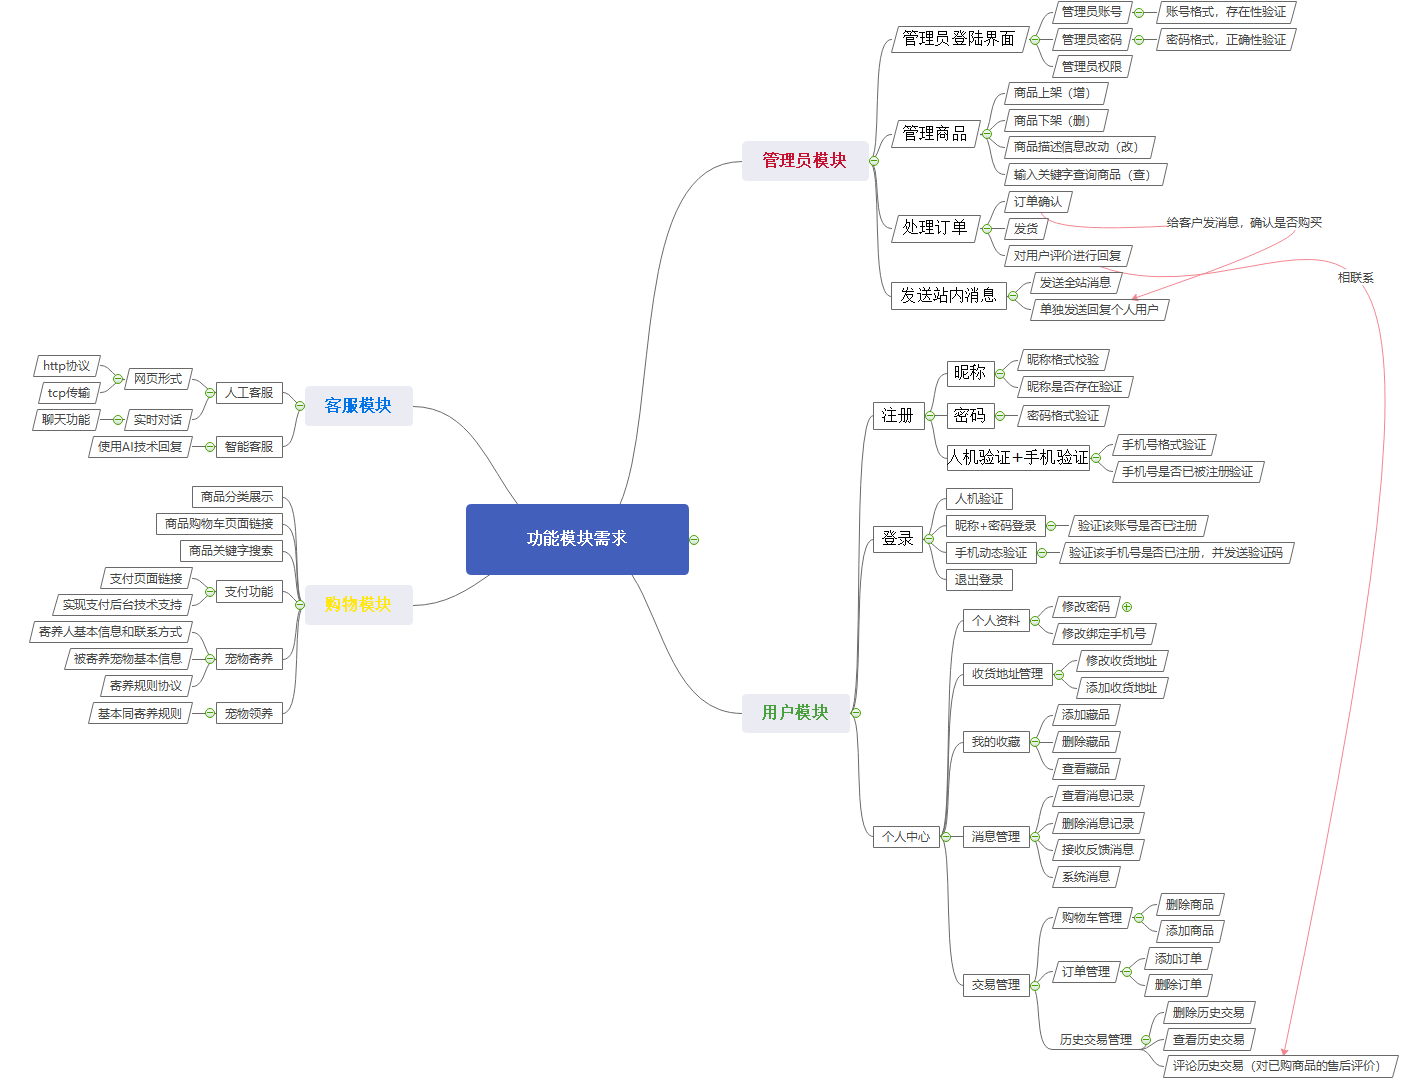 功能模块需求
管理员模块
管理员登陆界面
管理员账号
账号格式，存在性验证
管理员密码
密码格式，正确性验证
管理员权限
管理商品
商品上架（增）
商品下架（删）
商品描述信息改动（改）
输入关键字查询商品（查）
处理订单
订单确认
给客户发消息，确认是否购买
发货
对用户评价进行回复
相联系
发送站内消息
发送全站消息
单独发送回复个人用户
客服模块
人工客服
网页形式
http协议
tcp传输
实时对话
聊天功能
智能客服
使用AI技术回复
购物模块
商品分类展示
商品购物车页面链接
商品关键字搜索
支付功能
支付页面链接
实现支付后台技术支持
宠物寄养
寄养人基本信息和联系方式
被寄养宠物基本信息
寄养规则协议
宠物领养
基本同寄养规则
用户模块
注册
昵称
昵称格式校验
昵称是否存在验证
密码
密码格式验证
人机验证+手机验证
手机号格式验证
手机号是否已被注册验证
登录
人机验证
昵称+密码登录
验证该账号是否已注册
手机动态验证
验证该手机号是否已注册，并发送验证码
退出登录
个人中心
个人资料
修改密码
修改绑定手机号
收货地址管理
修改收货地址
添加收货地址
我的收藏
添加藏品
删除藏品
查看藏品
消息管理
查看消息记录
删除消息记录
接收反馈消息
系统消息
交易管理
购物车管理
删除商品
添加商品
订单管理
添加订单
删除订单
历史交易管理
删除历史交易
查看历史交易
评论历史交易（对已购商品的售后评价）